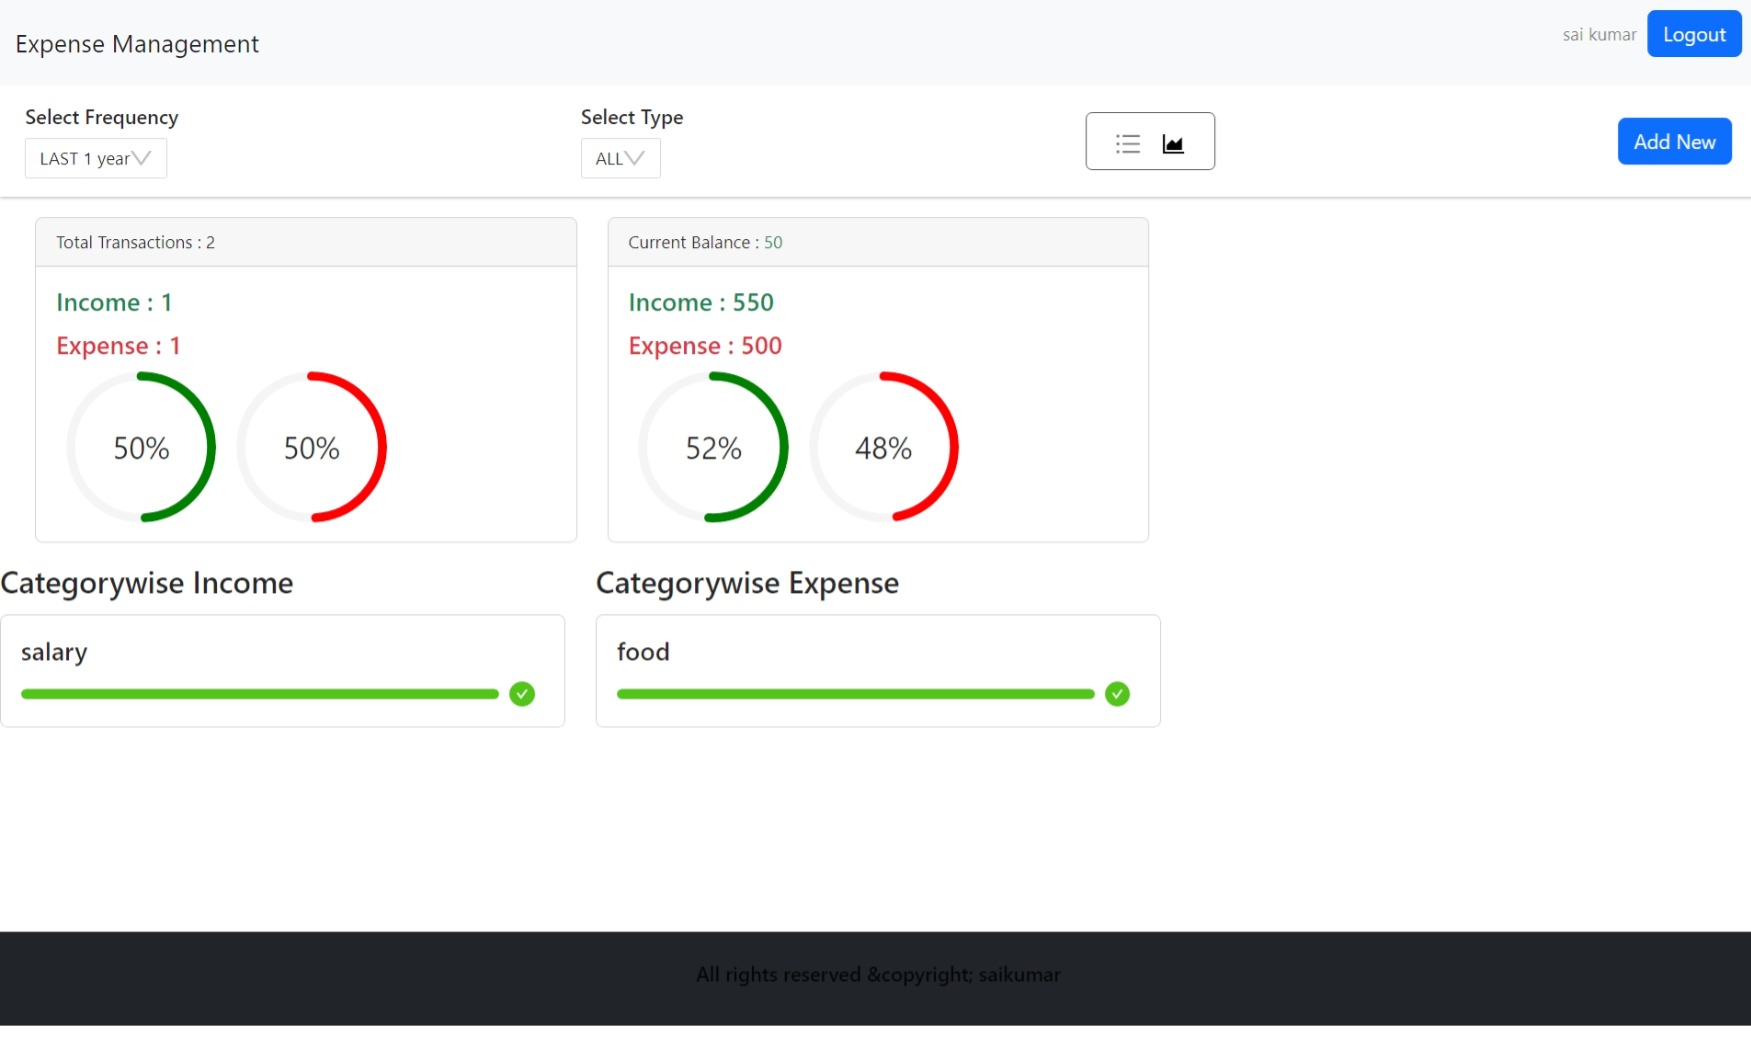 Expense Management
sai kumar
Logout
Select Frequency
LAST 1 year
Select Type
ALL
Add New
Total Transactions : 2
Income : 1
Expense : 1
50%
50%
Current Balance : 50
Income : 550
Expense : 500
52%
48%
Categorywise Income
salary
Categorywise Expense
food
All rights reserved &copyright; saikumar